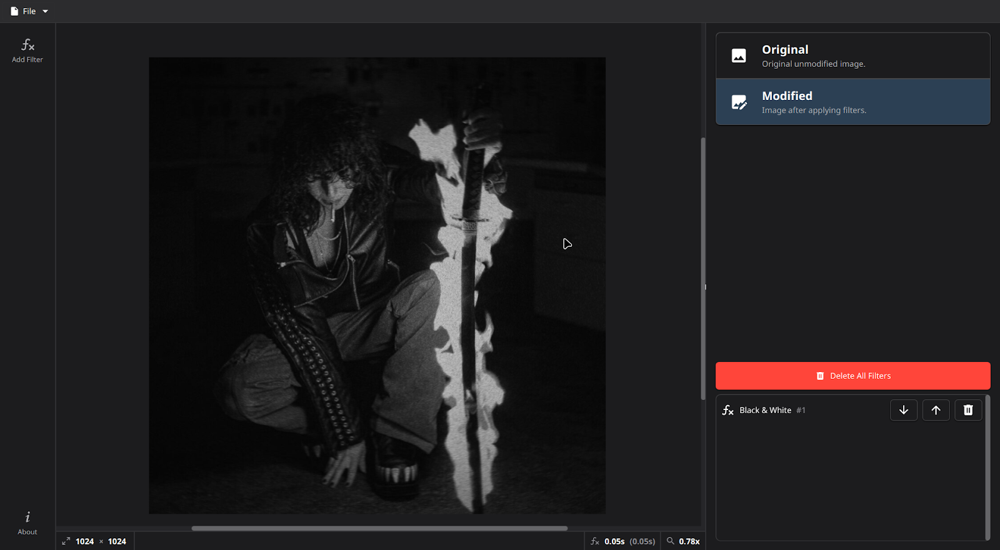 File
Add Filter
Original
Original unmodified image.
Modified
Image after applying filters.
Delete All Filters
Black & White #1
About
1024 × 1024
0.05s (0.05s)
0.78x